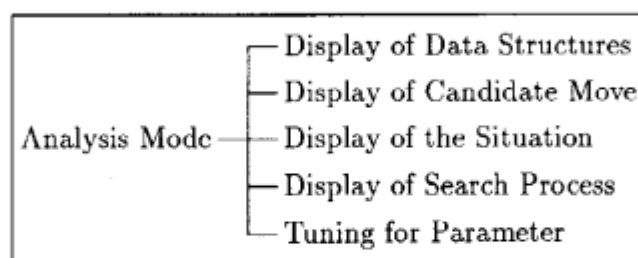 Display of Data Structures
Display of Candidate Move
Analysis Mode
Display of the Situation
Display of Search Process
Tuning for Parameter